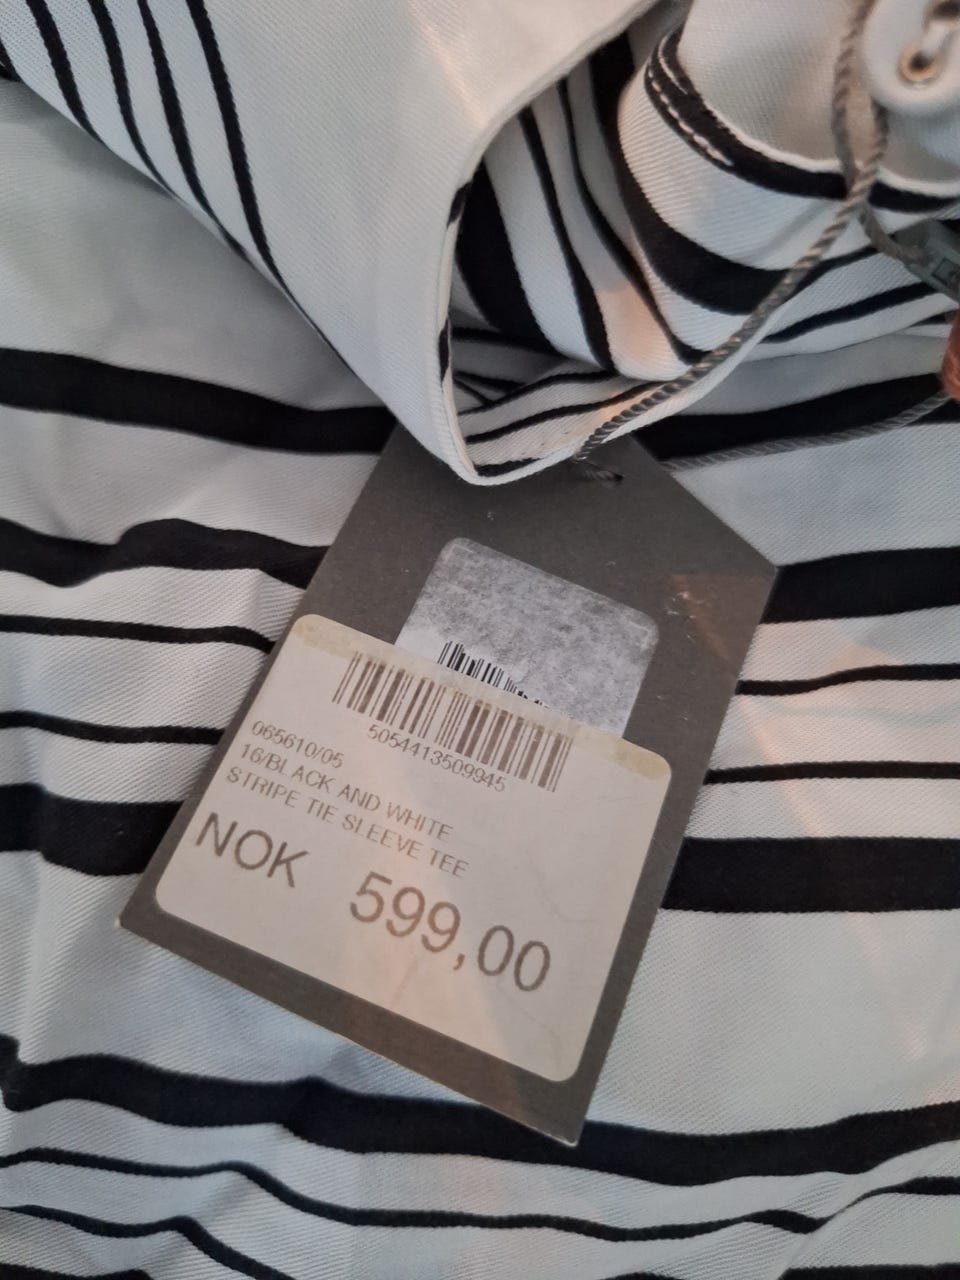 5054413509945
065610/05
16/BLACK AND WHITE
STRIPE TIE SLEEVE TEE
NOK 599,00